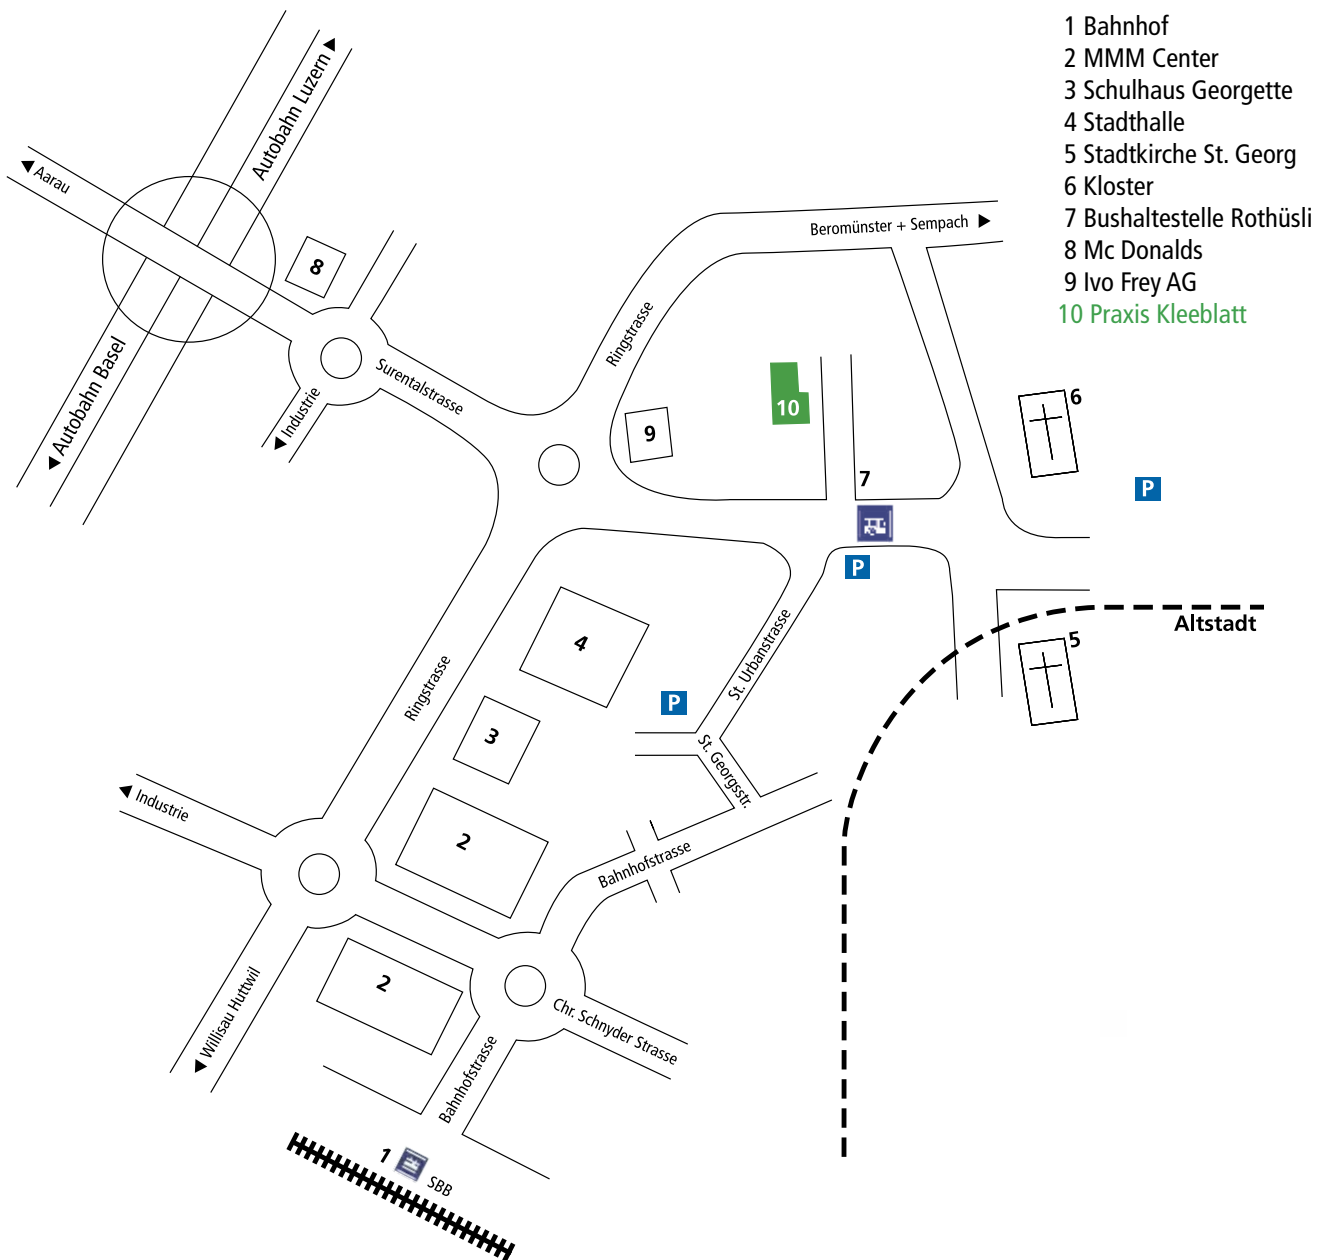 1 Bahnhof
2 MMM Center
3 Schulhaus Georgette
4 Stadthalle
5 Stadtkirche St. Georg
6 Kloster
7 Bushaltestelle Rothüsli
8 Mc Donalds
9 Ivo Frey AG
10 Praxis Kleeblatt
Autobahn Luzern
Aarau
Beromünster + Sempach
8
Ringstrasse
Surentalstrasse
Autobahn Basel
Industrie
6
10
9
7
P
P
4
Altstadt
5
St. Urbanstrasse
Ringstrasse
P
3
St. Georgsstr.
Industrie
2
Bahnhofstrasse
2
Willisau Huttwil
Chr. Schnyder Strasse
Bahnhofstrasse
1
SBB